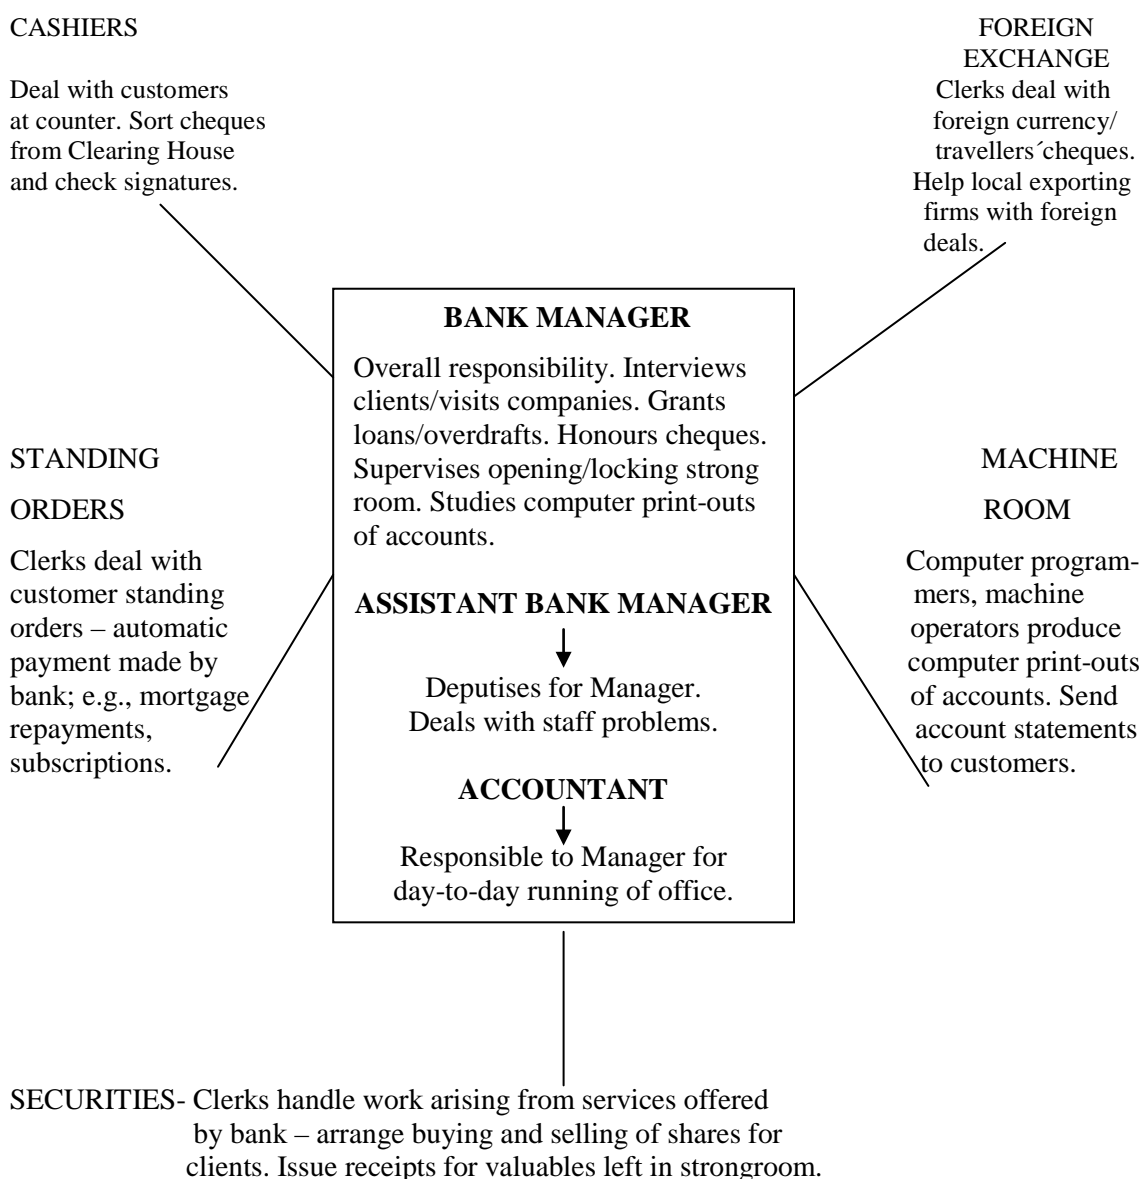 CASHIERS
Deal with customers
at counter. Sort cheques
from Clearing House
and check signatures.
FOREIGN
EXCHANGE
Clerks deal with
foreign currency/
travellers´cheques.
Help local exporting
firms with foreign
deals.
BANK MANAGER
Overall responsibility. Interviews
clients/visits companies. Grants
loans/overdrafts. Honours cheques.
Supervises opening/locking strong
room. Studies computer print-outs
of accounts.
ASSISTANT BANK MANAGER
Deputises for Manager.
Deals with staff problems.
ACCOUNTANT
Responsible to Manager for
day-to-day running of office.
STANDING
ORDERS
Clerks deal with
customer standing
orders – automatic
payment made by
bank; e.g., mortgage
repayments,
subscriptions.
MACHINE
ROOM
Computer program-
mers, machine
operators produce
computer print-outs
of accounts. Send
account statements
to customers.
SECURITIES- Clerks handle work arising from services offered
by bank – arrange buying and selling of shares for
clients. Issue receipts for valuables left in strongroom.